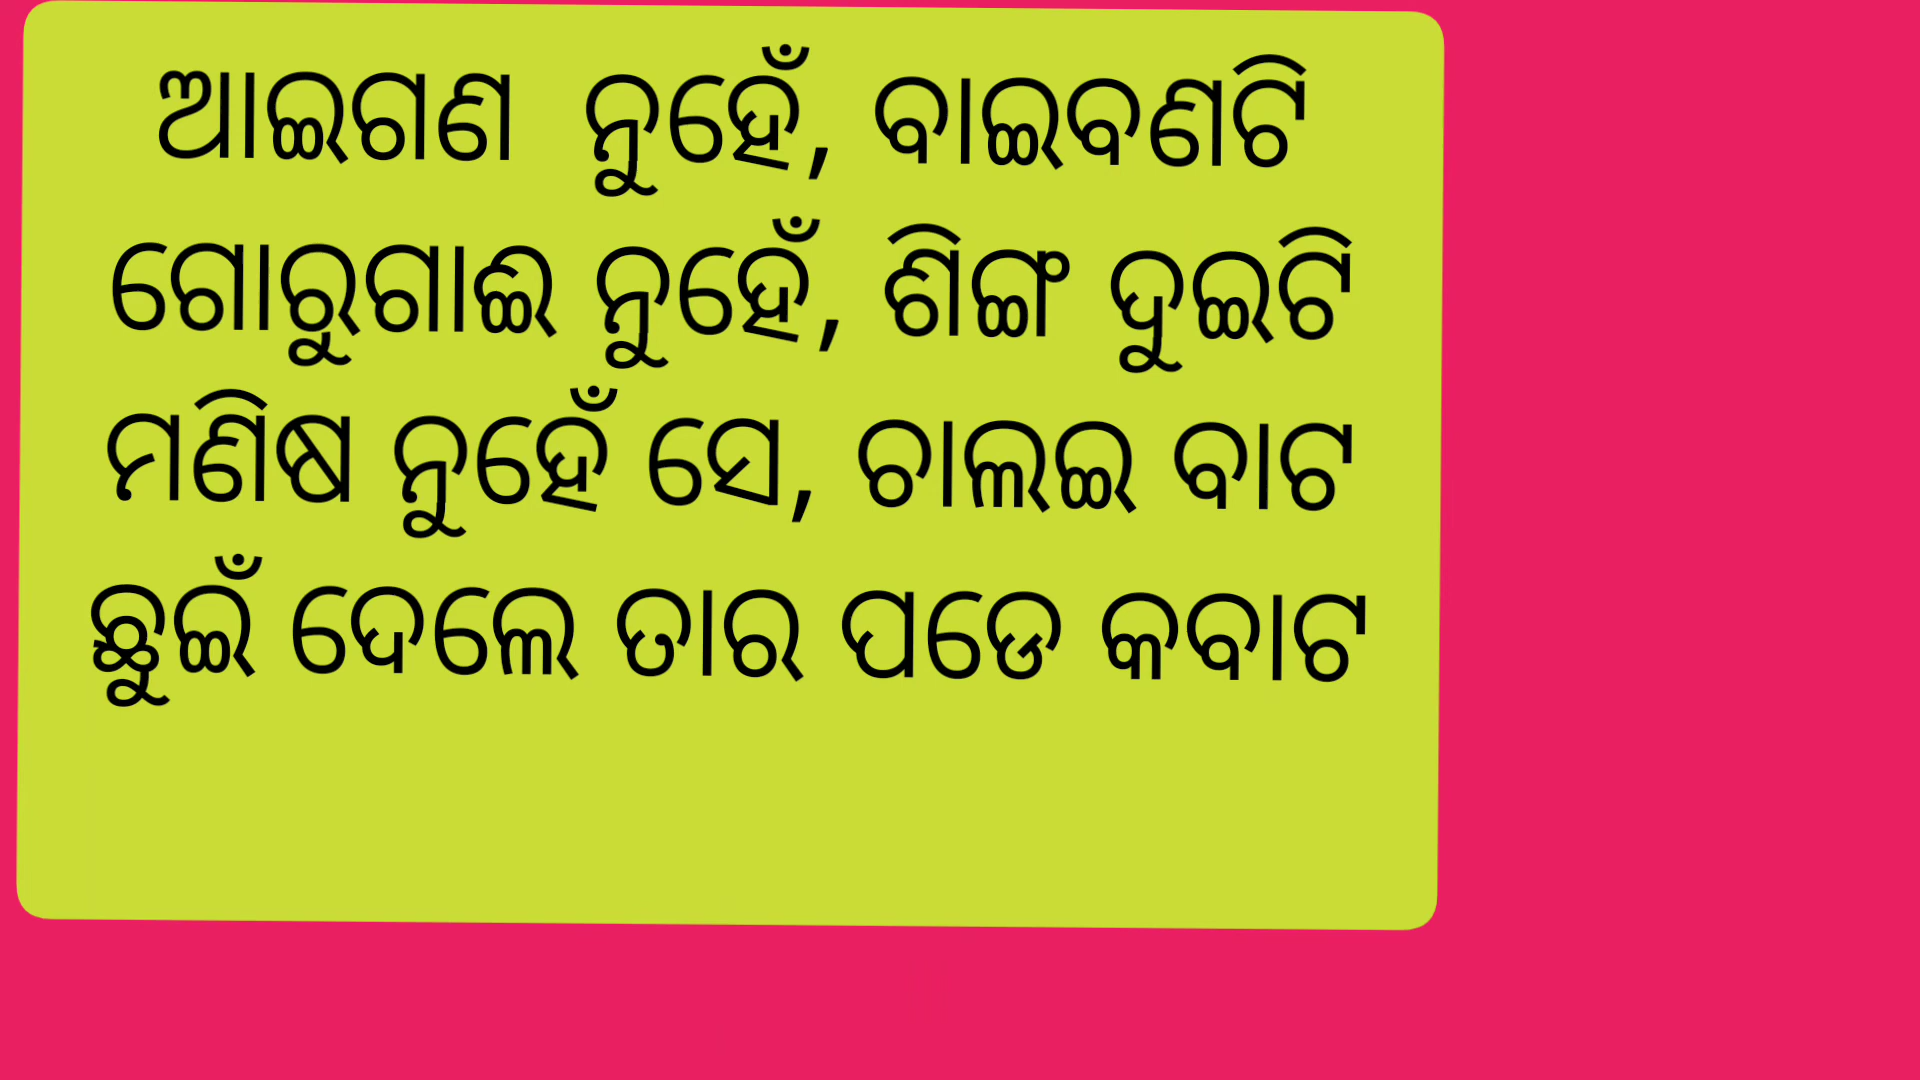 ଆଇଗଣ ନୁହେଁ, ବାଇବଣଟି
ଗୋରୁଗାଈ ନୁହେଁ, ଶିଙ୍ଗ ଦୁଇଟି
ମଣିଷ ନୁହେଁ ସେ, ଚାଲଇ ବାଟ
ଛୁଇଁ ଦେଲେ ତାର ପଡେ କବାଟ